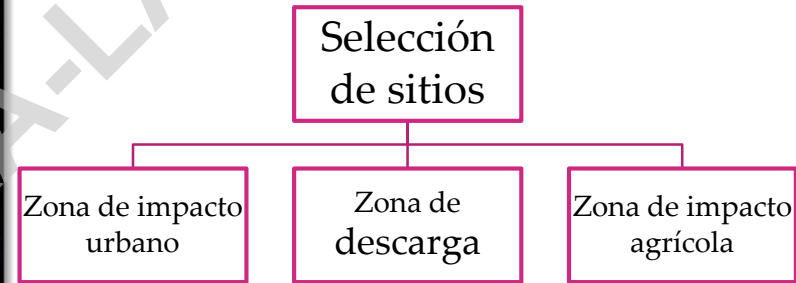 Selección
de sitios
Zona de impacto
urbano
Zona de
descarga
Zona de impacto
agrícola